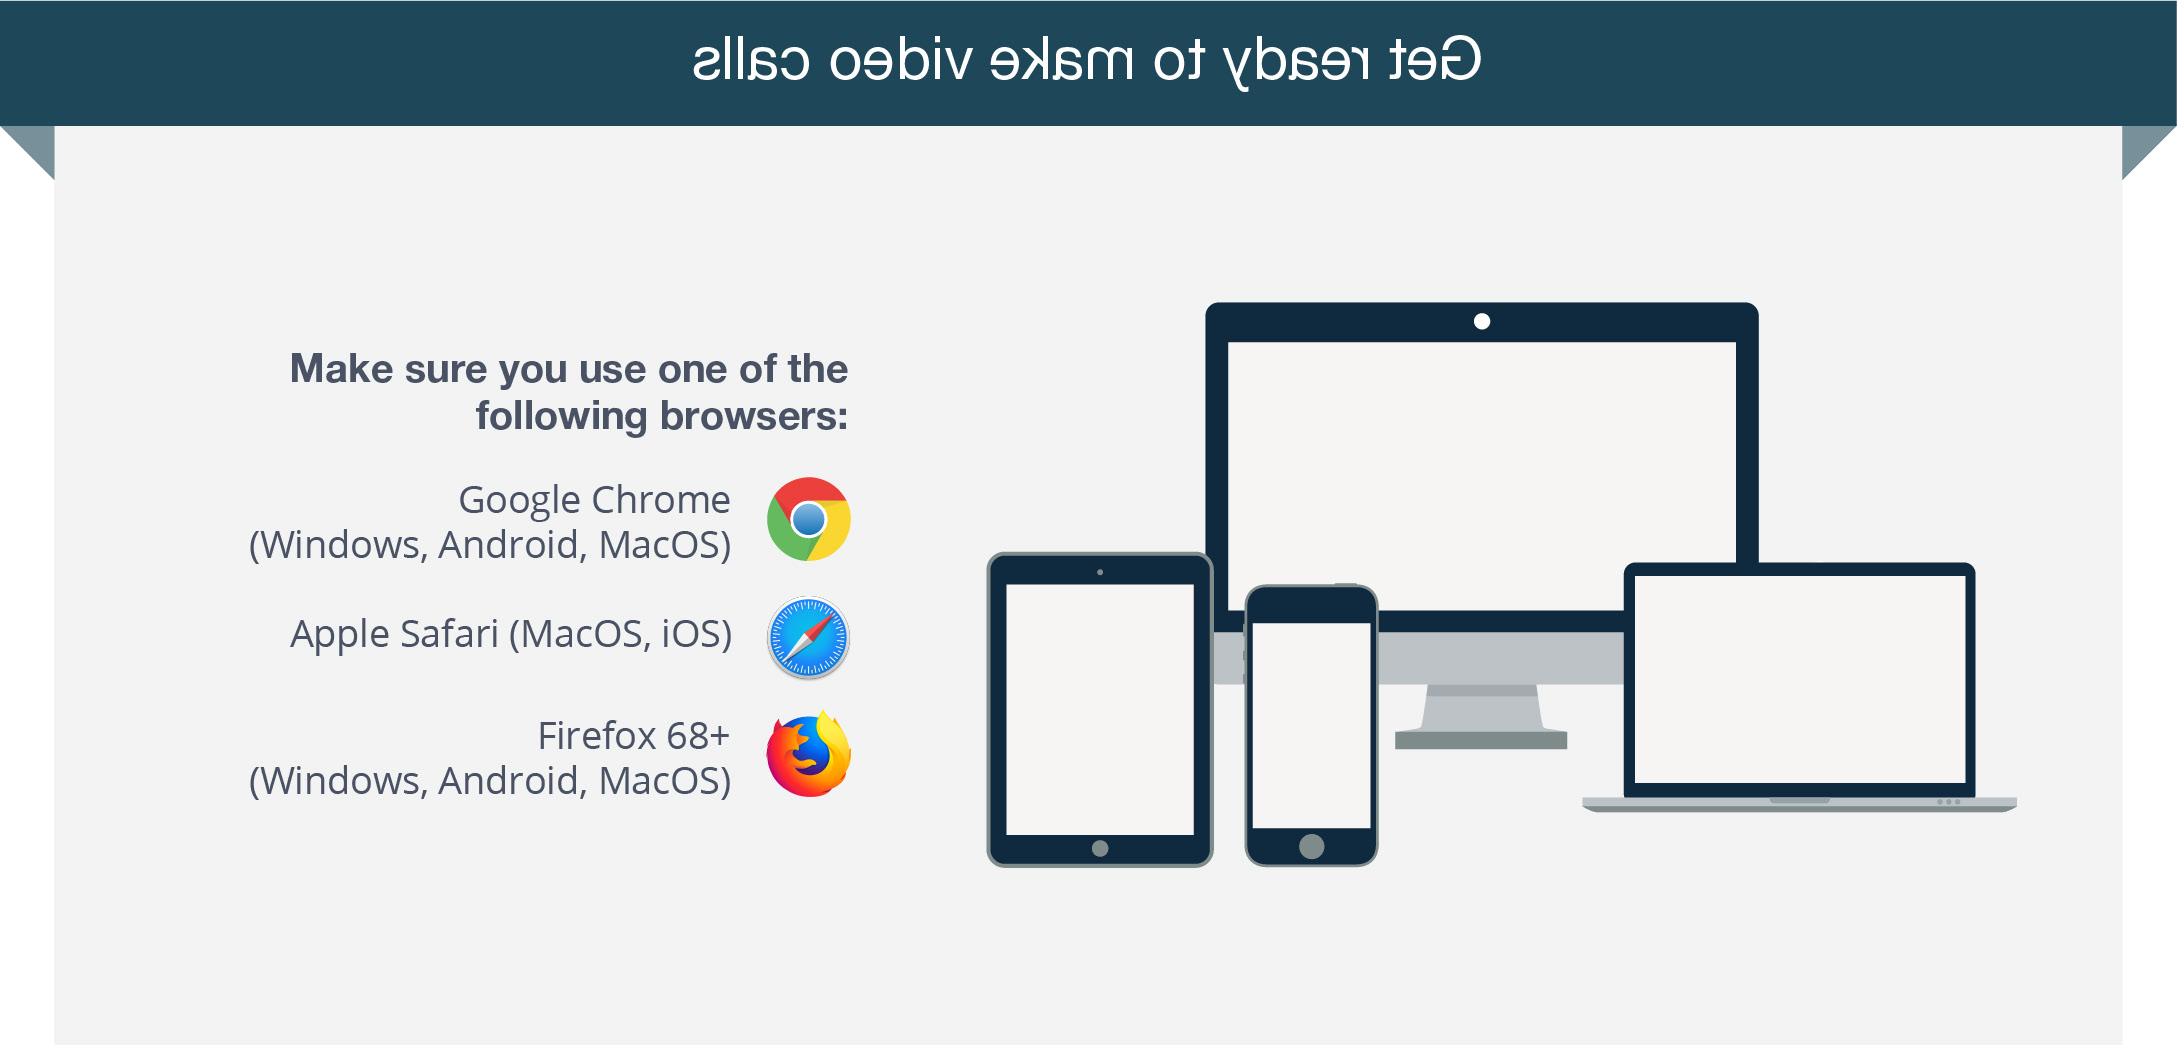 Get ready to make video calls
Make sure you use one of the
following browsers:
Google Chrome
(Windows, Android, MacOS)
Apple Safari (MacOS, iOS)
Firefox 68+
(Windows, Android, MacOS)